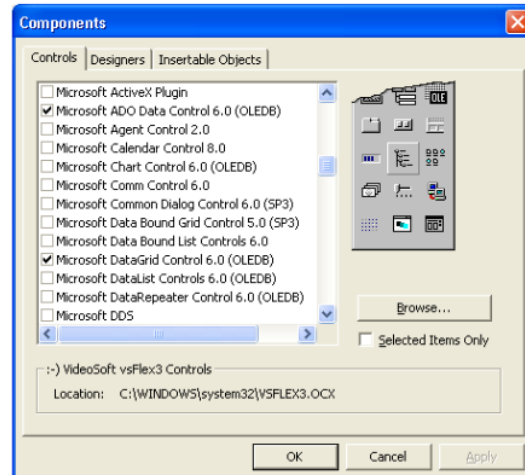 Components
Controls
Designers
Insertable Objects
Microsoft ActiveX Plugin
Microsoft ADO Data Control 6.0 (OLEDB)
Microsoft Agent Control 2.0
Microsoft Calendar Control 8.0
Microsoft Chart Control 6.0 (OLEDB)
Microsoft Comm Control 6.0
Microsoft Common Dialog Control 6.0 (SP3)
Microsoft Data Bound Grid Control 5.0 (SP3)
Microsoft Data Bound List Controls 6.0
Microsoft DataGrid Control 6.0 (OLEDB)
Microsoft DataList Controls 6.0 (OLEDB)
Microsoft DataRepeater Control 6.0 (OLEDB)
Microsoft DDS
OLE
Browse...
Selected Items Only
:-) VideoSoft vsFlex3 Controls
Location: C:\WINDOWS\system32\VSFLEX3.OCX
OK
Cancel
Apply